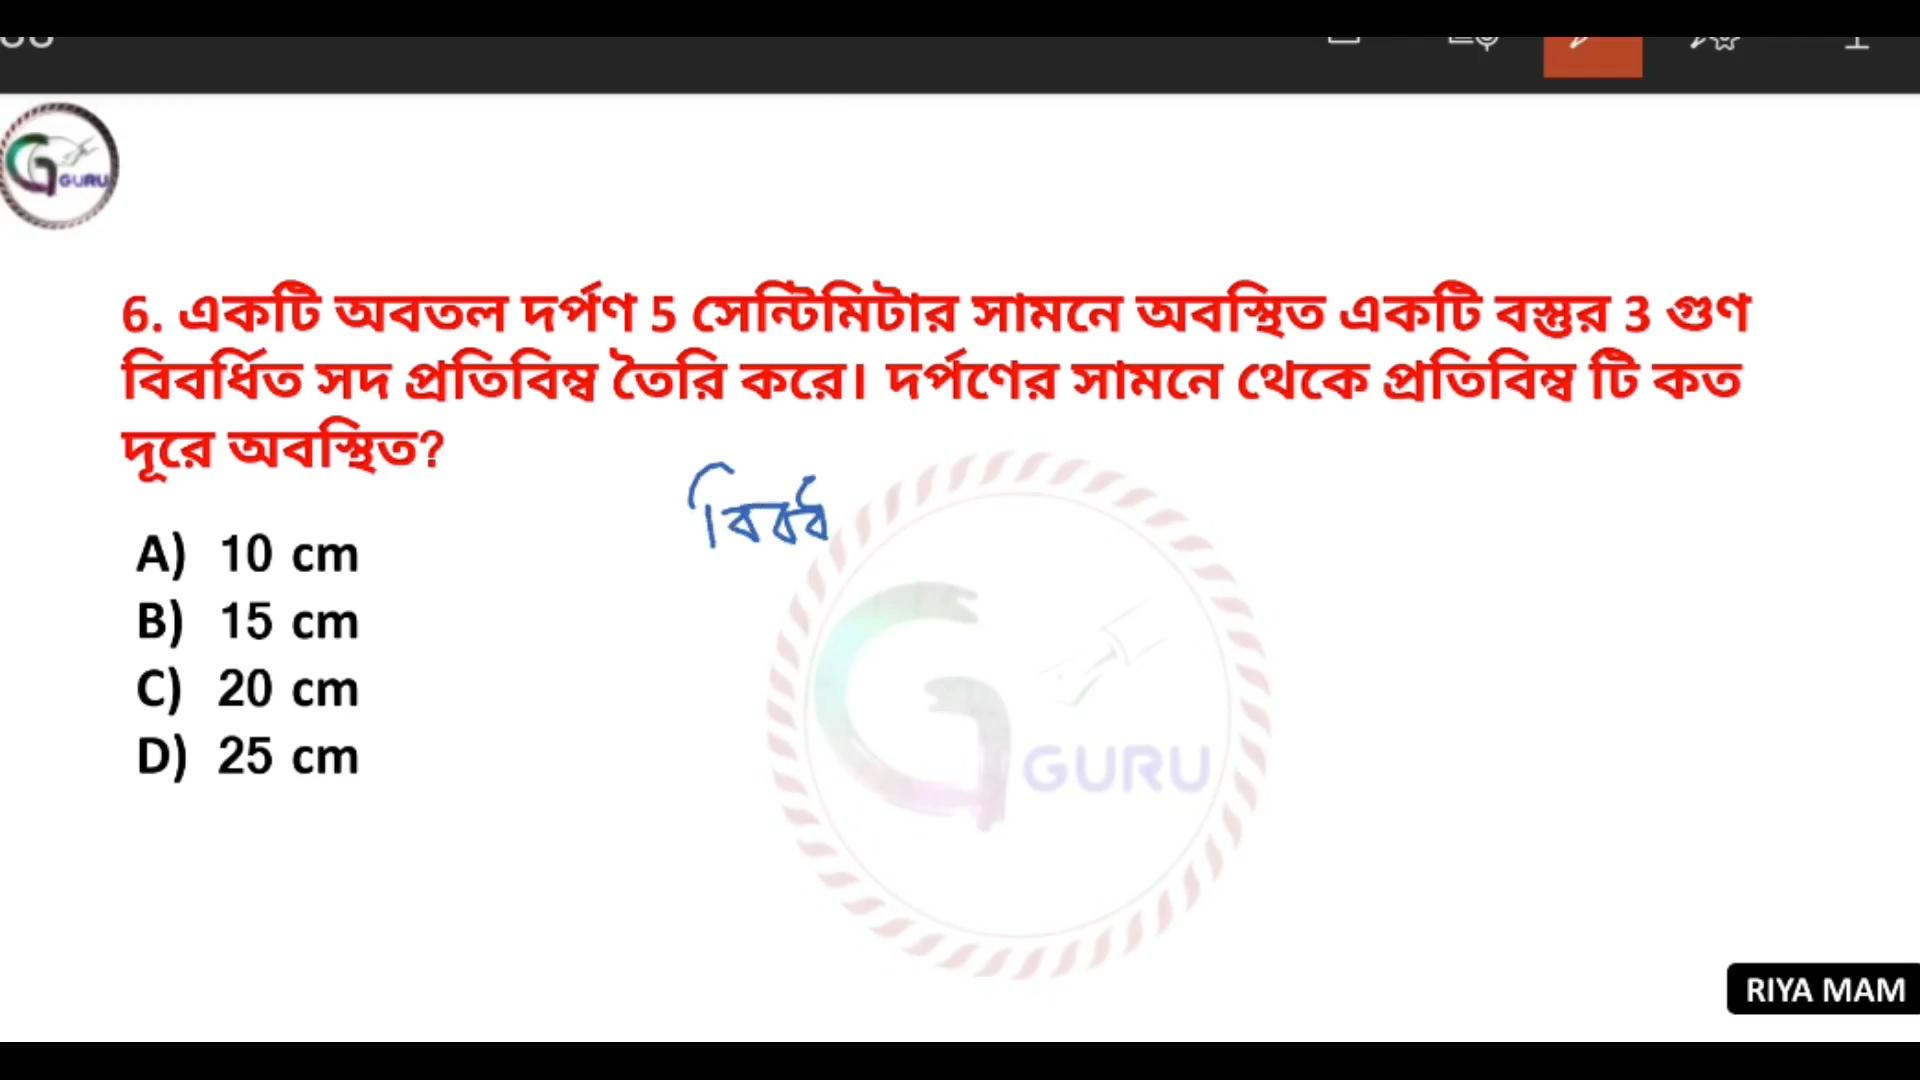 GURU
6. একটি অবতল দর্পণ 5 সেন্টিমিটার সামনে অবস্থিত একটি বস্তুর 3 গুণ
বিবর্ধিত সদ প্রতিবিম্ব তৈরি করে। দর্পণের সামনে থেকে প্রতিবিম্ব টি কত
দূরে অবস্থিত?
বিবর্ধ
A) 10 cm
B) 15 cm
C) 20 cm
D) 25 cm
GURU
RIYA MAM